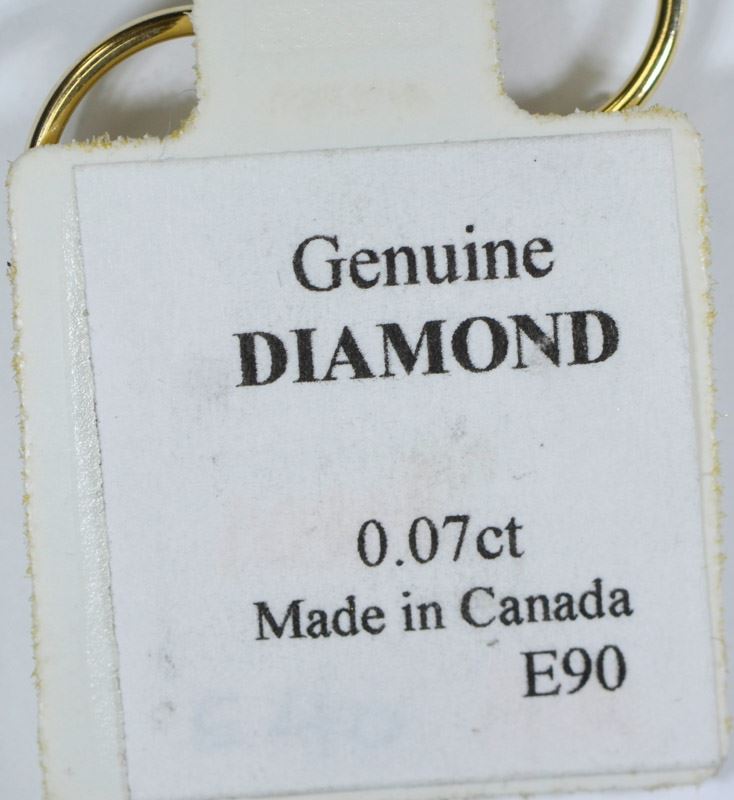 Genuine
DIAMOND
0.07ct
Made in Canada
E90